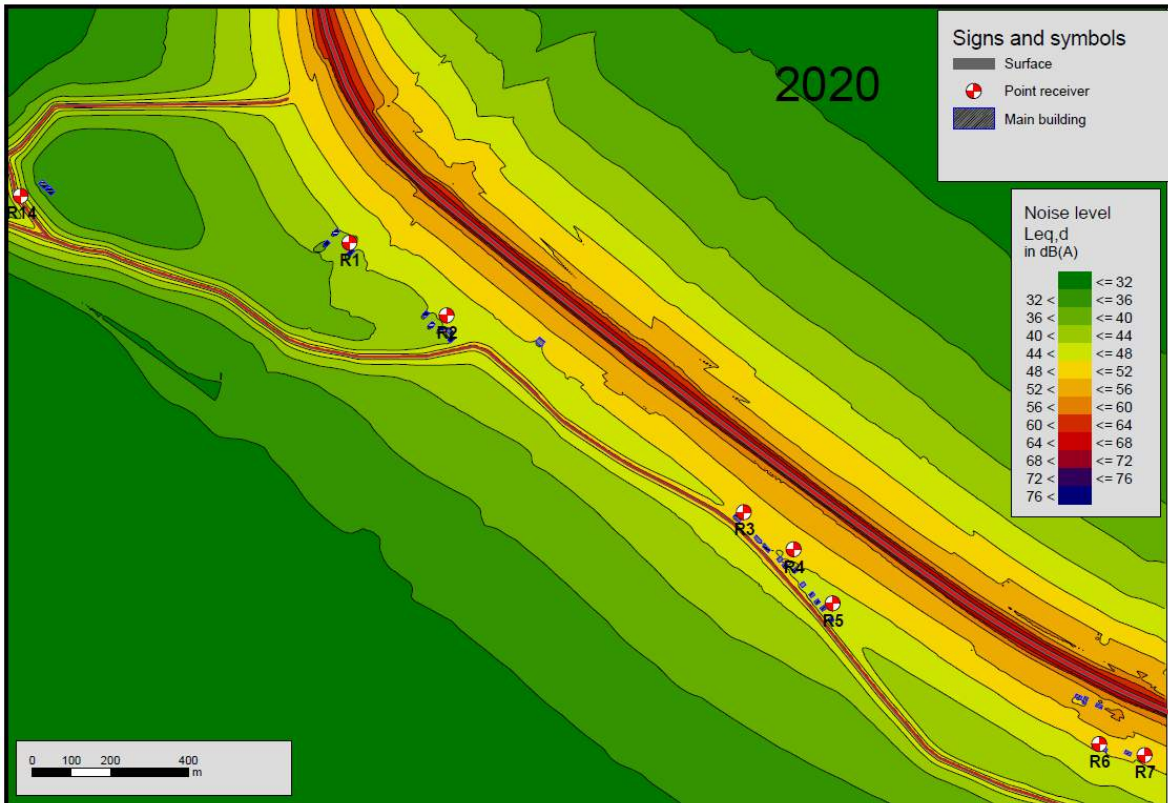 2020
Signs and symbols
Surface
Point receiver
Main building
Noise level
Leq,d
in dB(A)
<= 32
32 < <= 36
36 < <= 40
40 < <= 44
44 < <= 48
48 < <= 52
52 < <= 56
56 < <= 60
60 < <= 64
64 < <= 68
68 < <= 72
72 < <= 76
76 <
R14
R1
R2
R3
R4
R5
R6
R7
0 100 200 400
m